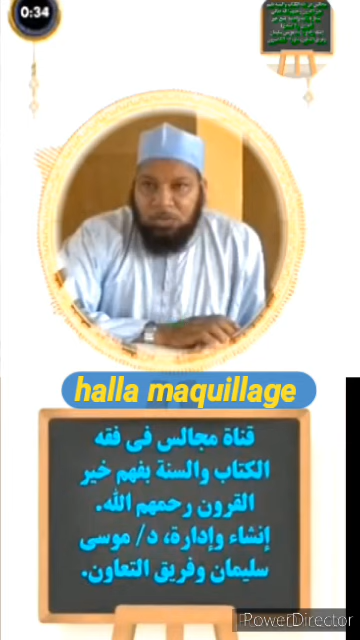 0:34
halla maquillage
قناة مجالس في فقه
الكتاب والسنة بفهم خير
القرون رحمهم الله.
إنشاء وإدارة، د/ موسى
سليمان وفريق التعاون.
PowerDirector